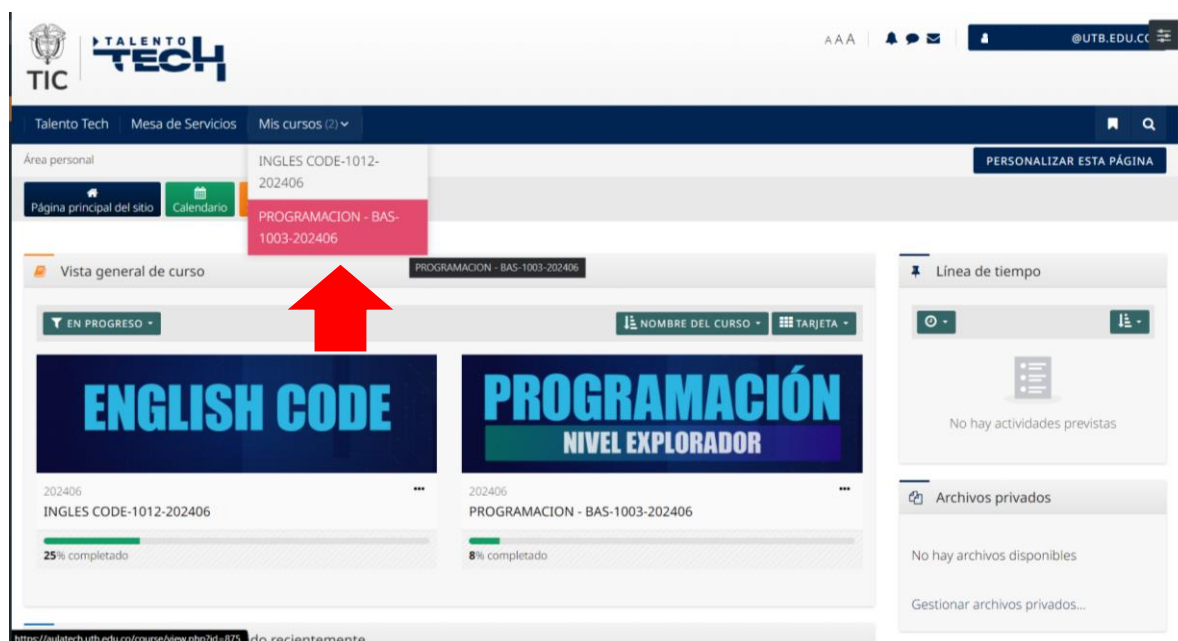 TALENTO
TECH
TIC
AAA
@UTB.EDU.CC
Talento Tech
Mesa de Servicios
Mis cursos (2)
Área personal
INGLES CODE-1012-
202406
PERSONALIZAR ESTA PÁGINA
Página principal del sitio
Calendario
PROGRAMACION - BAS-
1003-202406
PROGRAMACION - BAS-1003-202406
Vista general de curso
EN PROGRESO
NOMBRE DEL CURSO
TARJETA
ENGLISH CODE
202406
INGLES CODE-1012-202406
25% completado
PROGRAMACIÓN
NIVEL EXPLORADOR
202406
PROGRAMACION - BAS-1003-202406
8% completado
Línea de tiempo
No hay actividades previstas
Archivos privados
No hay archivos disponibles
Gestionar archivos privados...
https://aulatech.utb.edu.co/course/view.php?id=875
do recientemente